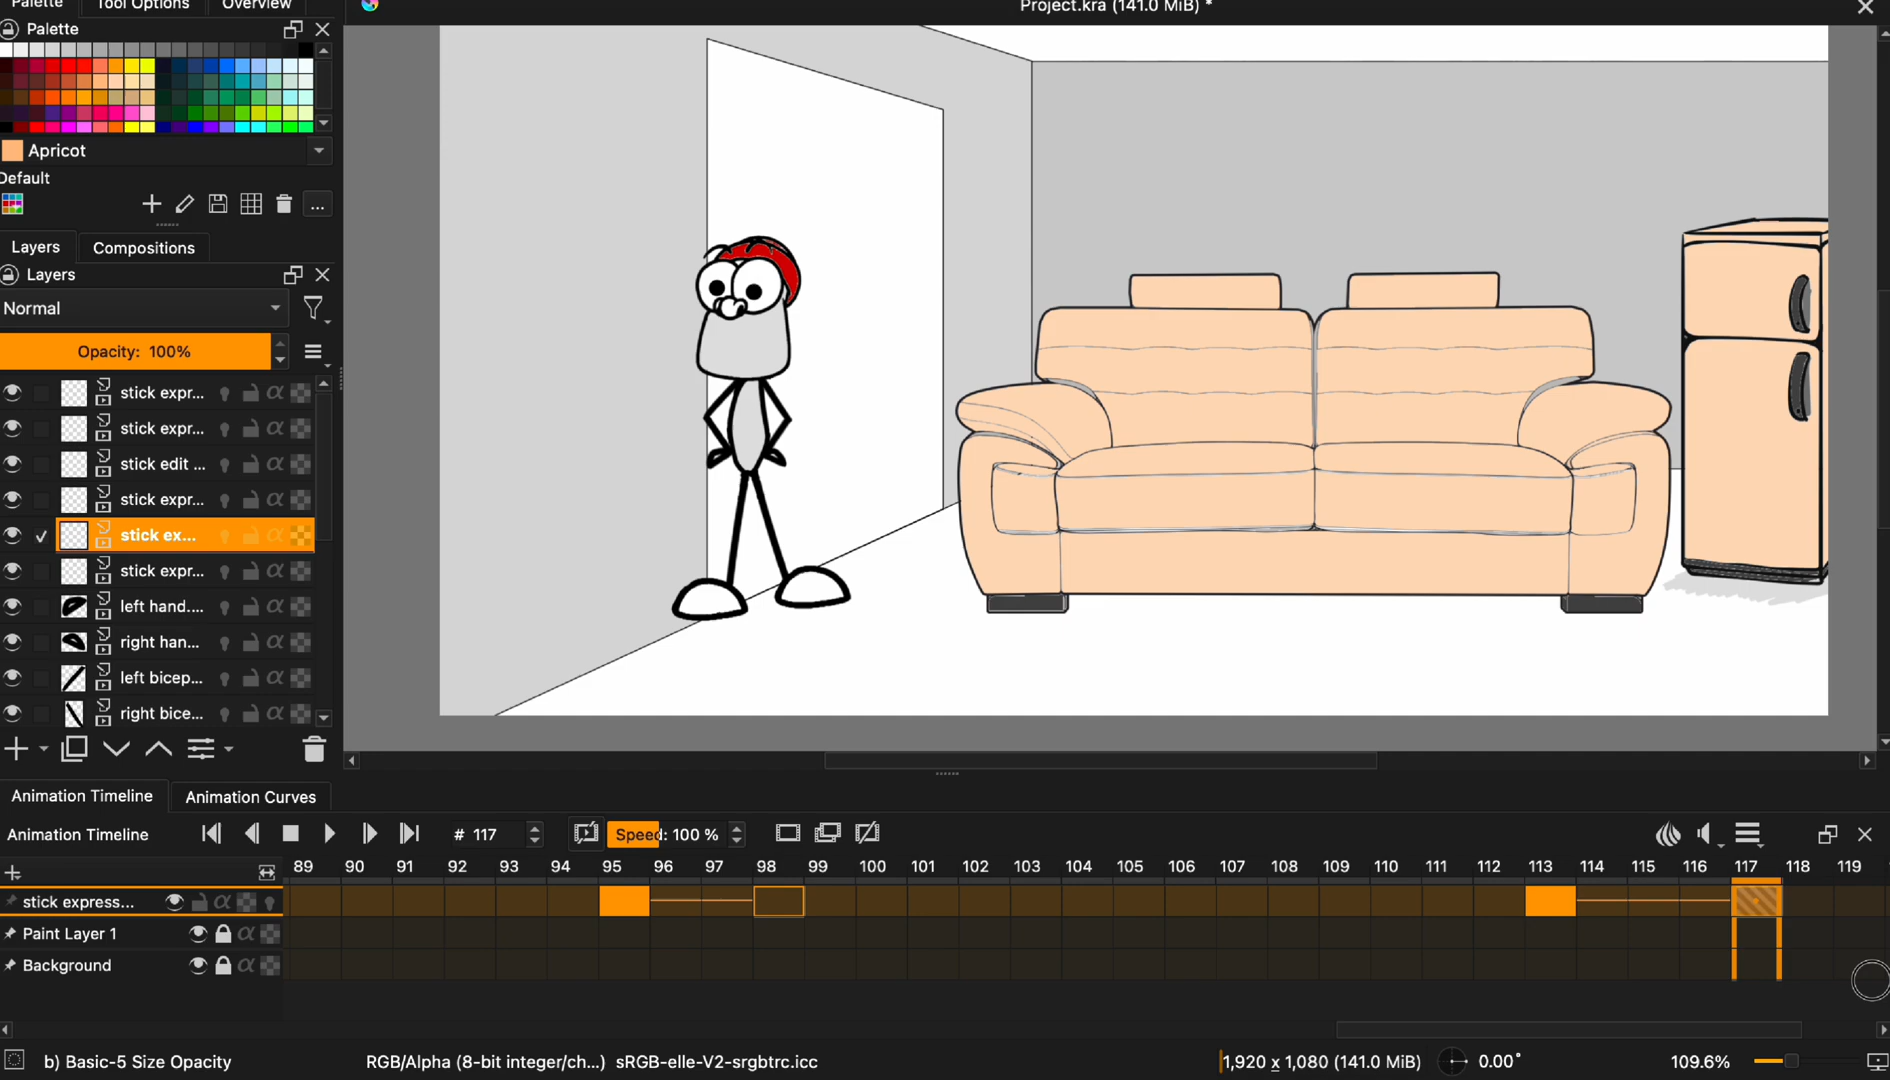 Palette
Tool Options
Overview
Project.kra (141.0 MiB) *
Palette
Apricot
Default
...
Layers
Compositions
Layers
Normal
Opacity: 100%
stick expr...
stick expr...
stick edit ...
stick expr...
stick ex...
stick expr...
left hand....
right han...
left bicep...
right bice...
Animation Timeline
Animation Curves
Animation Timeline
# 117
Speed: 100 %
89 90 91 92 93 94 95 96 97 98 99 100 101 102 103 104 105 106 107 108 109 110 111 112 113 114 115 116 117 118 119
stick express...
Paint Layer 1
Background
b) Basic-5 Size Opacity
RGB/Alpha (8-bit integer/ch...) sRGB-elle-V2-srgbtrc.icc
1,920 x 1,080 (141.0 MiB)
0.00°
109.6%